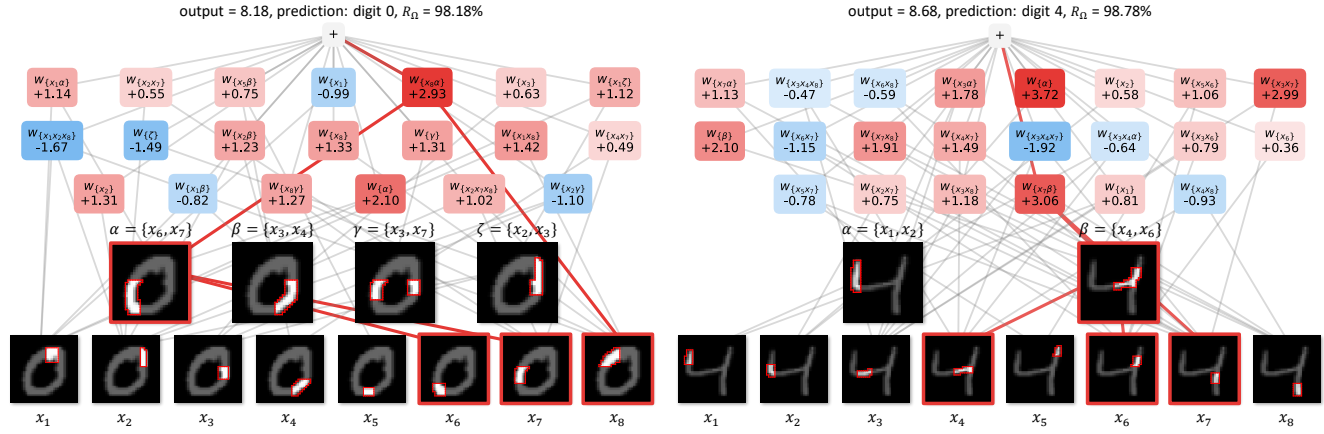 output = 8.18, prediction: digit 0, R_Ω = 98.18%
+
W_{x₁α} +1.14
W_{x₂x₇} +0.55
W_{x₅β} +0.75
W_{x₁} -0.99
W_{x₈α} +2.93
W_{x₃} +0.63
W_{x₁ζ} +1.12
W_{x₁x₂x₈} -1.67
W_{ζ} -1.49
W_{x₂β} +1.23
W_{x₈} +1.33
W_{γ} +1.31
W_{x₁x₈} +1.42
W_{x₄x₇} +0.49
W_{x₂} +1.31
W_{x₁β} -0.82
W_{x₈γ} +1.27
W_{α} +2.10
W_{x₂x₇x₈} +1.02
W_{x₂γ} -1.10
α = {x₆, x₇}
β = {x₃, x₄}
γ = {x₃, x₇}
ζ = {x₂, x₃}
x₁ x₂ x₃ x₄ x₅ x₆ x₇ x₈
output = 8.68, prediction: digit 4, R_Ω = 98.78%
+
W_{x₇α} +1.13
W_{x₃x₄x₈} -0.47
W_{x₆x₈} -0.59
W_{x₃α} +1.78
W_{α} +3.72
W_{x₂} +0.58
W_{x₅x₆} +1.06
W_{x₃x₇} +2.99
W_{β} +2.10
W_{x₆x₇} -1.15
W_{x₇x₈} +1.91
W_{x₄x₇} +1.49
W_{x₃x₄x₇} -1.92
W_{x₃x₄α} -0.64
W_{x₃x₆} +0.79
W_{x₆} +0.36
W_{x₅x₇} -0.78
W_{x₂x₇} +0.75
W_{x₃x₈} +1.18
W_{x₇β} +3.06
W_{x₁} +0.81
W_{x₄x₈} -0.93
α = {x₁, x₂}
β = {x₄, x₆}
x₁ x₂ x₃ x₄ x₅ x₆ x₇ x₈